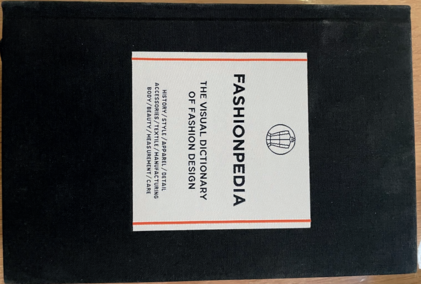 FASHIONPEDIA
THE VISUAL DICTIONARY
OF FASHION DESIGN
HISTORY/STYLE/APPAREL/DETAIL
ACCESSORIES/TEXTILE/MANUFACTURING
BODY/BEAUTY/MEASUREMENT/CARE